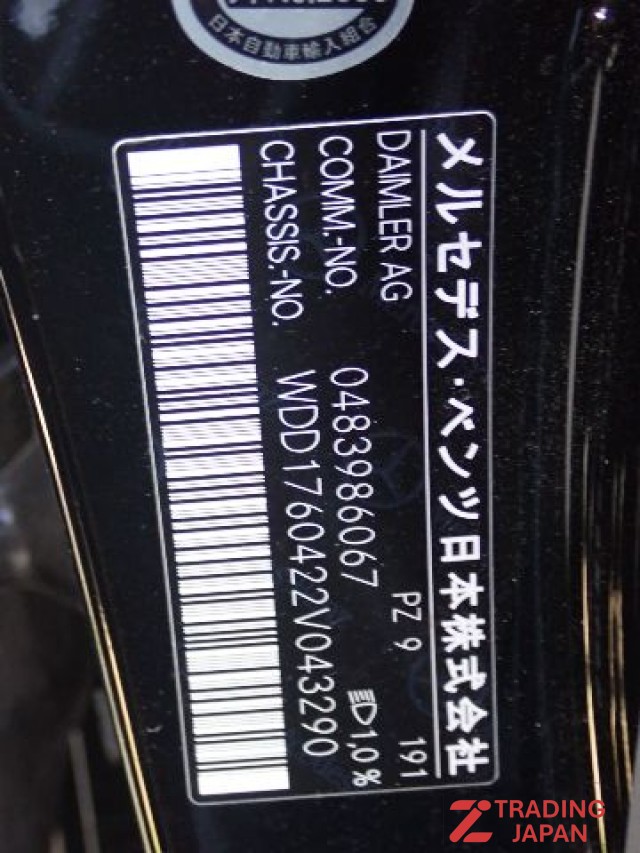 日本自動車輸入組合
メルセデス・ベンツ日本株式会社
DAIMLER AG PZ 9 191
COMM.-NO. 0483986067 1,0%
CHASSIS.-NO. WDD1760422V043290
TRADING
JAPAN